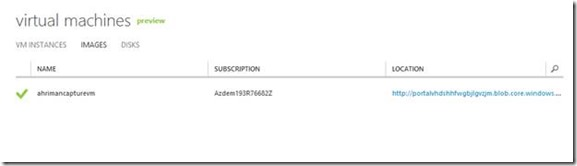 virtual machines preview
VM INSTANCES IMAGES DISKS
NAME SUBSCRIPTION LOCATION
ahrimancapturevm Azdem193R76682Z http://portalvhdshhfwgbjlgvzjm.blob.core.windows....